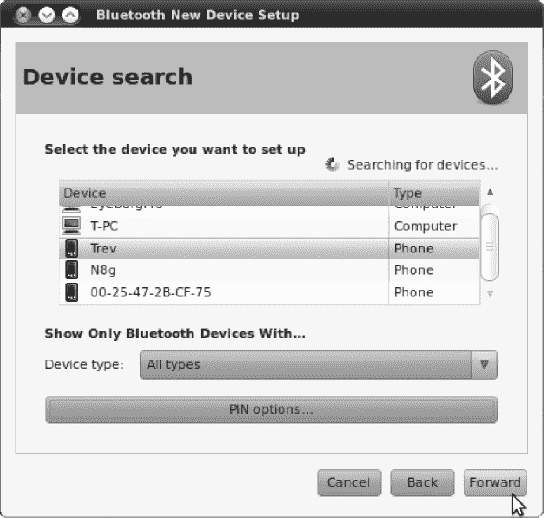 Bluetooth New Device Setup
Device search
Select the device you want to set up
Searching for devices...
Device Type
Computer
T-PC Computer
Trev Phone
N8g Phone
00-25-47-2B-CF-75 Phone
Show Only Bluetooth Devices With...
Device type: All types
PIN options...
Cancel Back Forward